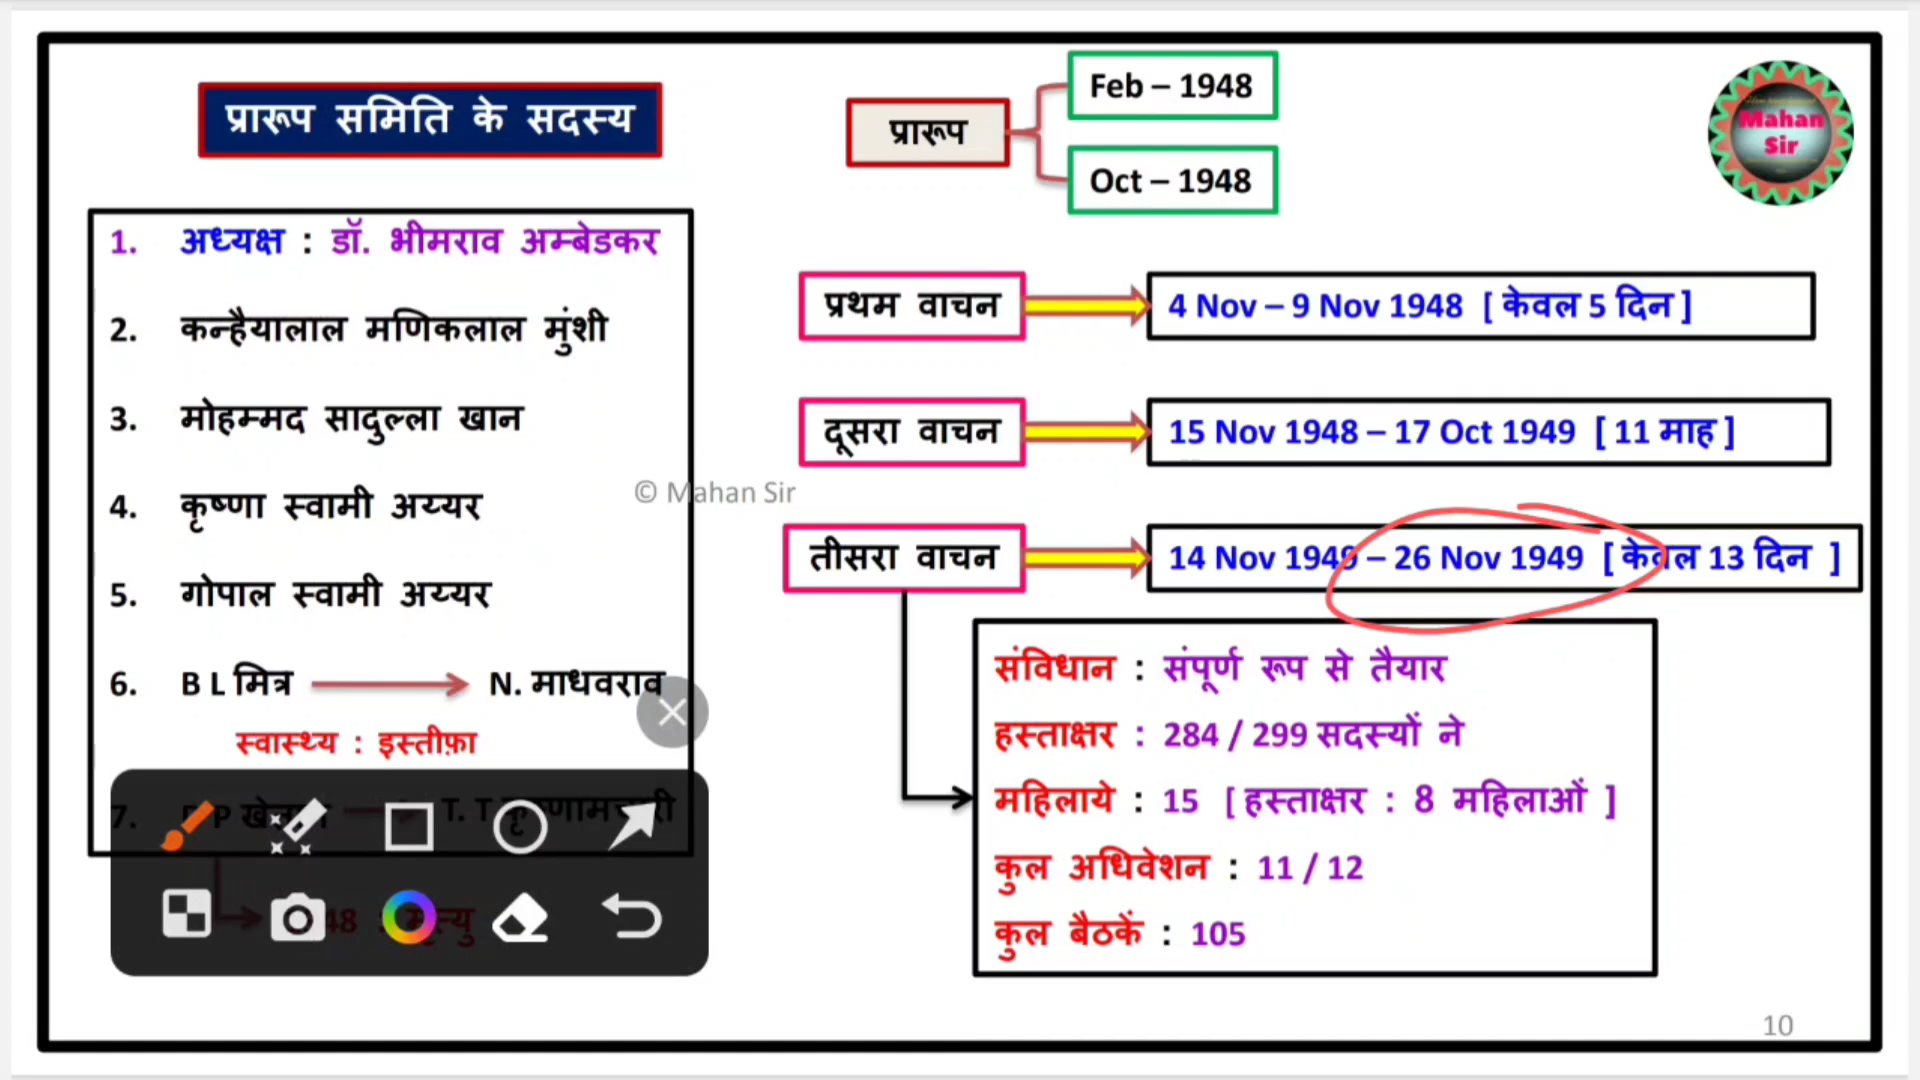 प्रारूप समिति के सदस्य
1. अध्यक्ष : डॉ. भीमराव अम्बेडकर
2. कन्हैयालाल मणिकलाल मुंशी
3. मोहम्मद सादुल्ला खान
4. कृष्णा स्वामी अय्यर
5. गोपाल स्वामी अय्यर
6. B L मित्र N. माधवराव
स्वास्थ्य : इस्तीफ़ा
7.
प्रारूप
Feb – 1948
Oct – 1948
Mahan
Sir
प्रथम वाचन
4 Nov – 9 Nov 1948 [ केवल 5 दिन ]
दूसरा वाचन
15 Nov 1948 – 17 Oct 1949 [ 11 माह ]
© Mahan Sir
तीसरा वाचन
14 Nov 1949 – 26 Nov 1949 [ केवल 13 दिन ]
संविधान : संपूर्ण रूप से तैयार
हस्ताक्षर : 284 / 299 सदस्यों ने
महिलाये : 15 [ हस्ताक्षर : 8 महिलाओं ]
कुल अधिवेशन : 11 / 12
कुल बैठकें : 105
10